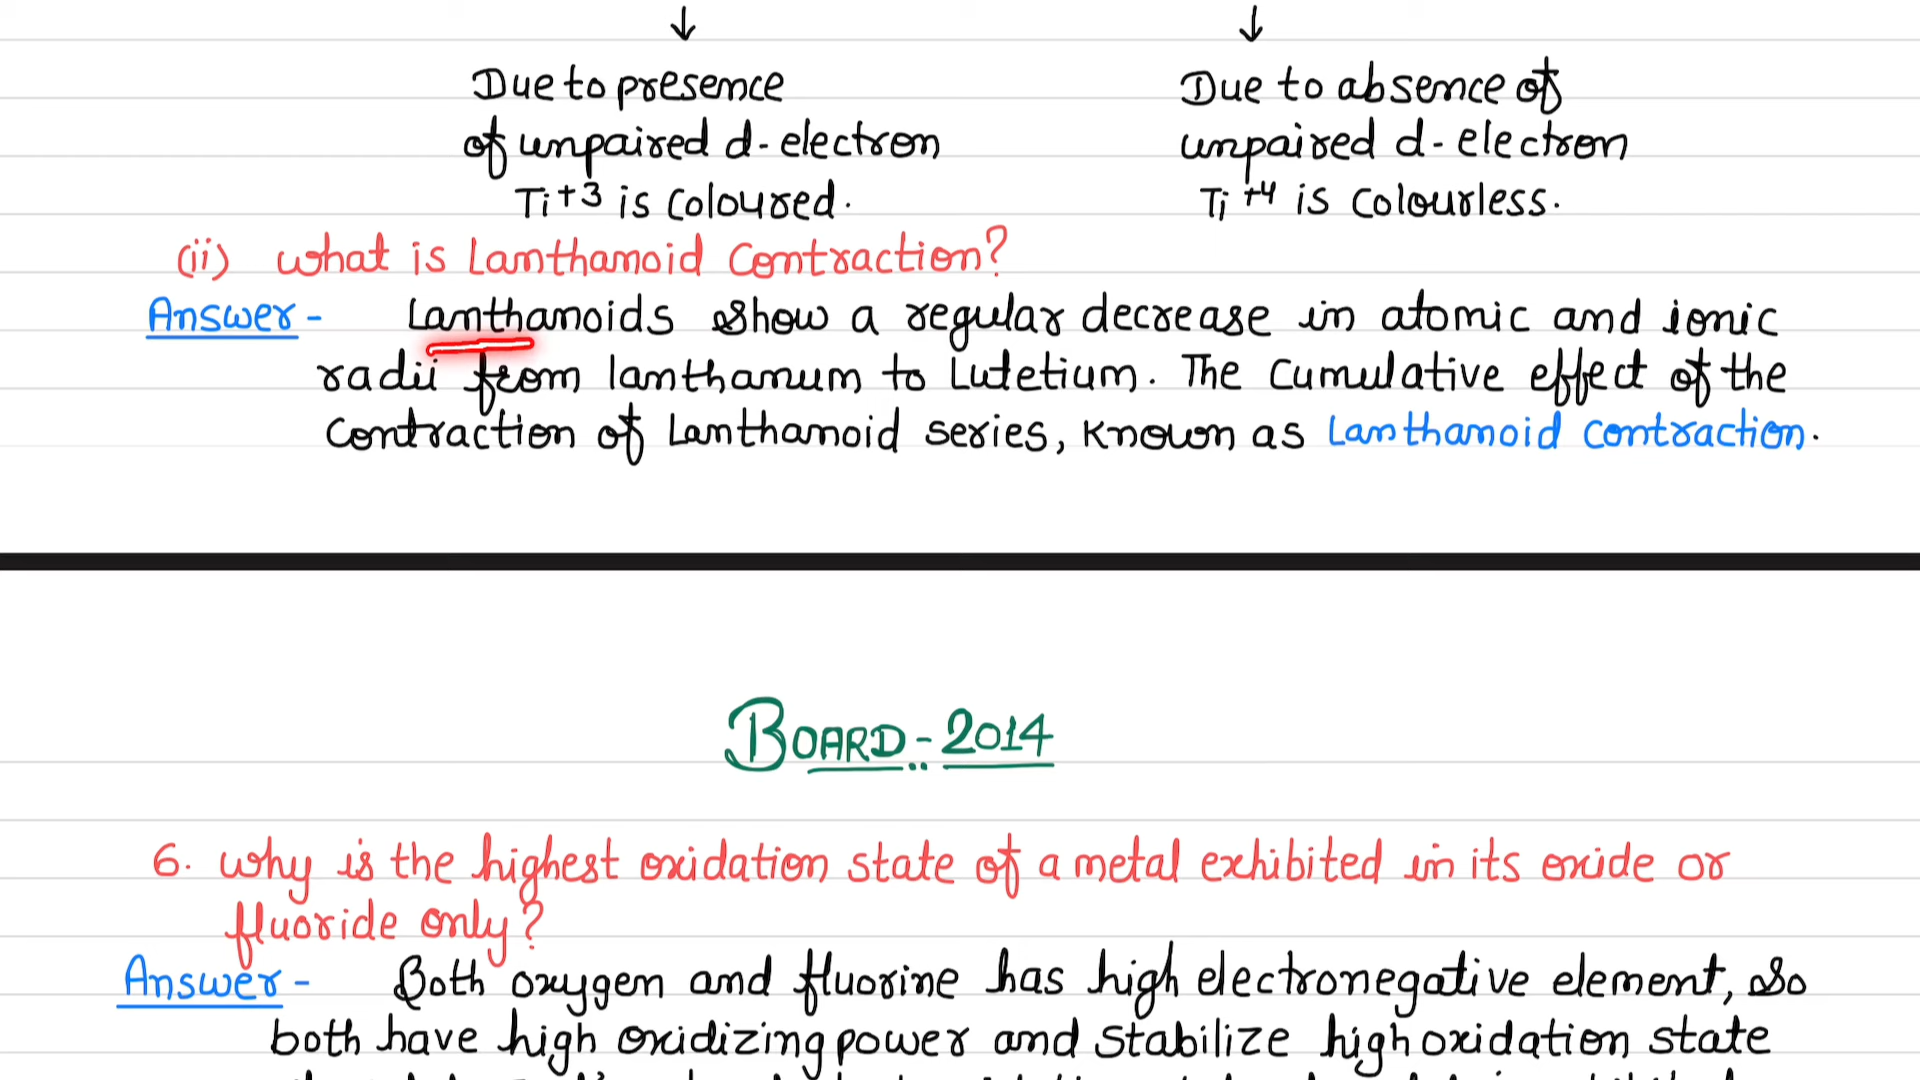 Due to presence
of unpaired d-electron
Ti+3 is coloured.
Due to absence of
unpaired d-electron
Ti+4 is colourless.
(ii) what is Lanthanoid Contraction?
Answer- Lanthanoids show a regular decrease in atomic and ionic
radii from lanthanum to Lutetium. The cumulative effect of the
contraction of Lanthanoid series, known as Lanthanoid contraction.
BOARD-2014
6. why is the highest oxidation state of a metal exhibited in its oxide or
fluoride only?
Answer- Both oxygen and fluorine has high electronegative element, so
both have high oxidizing power and stabilize high oxidation state